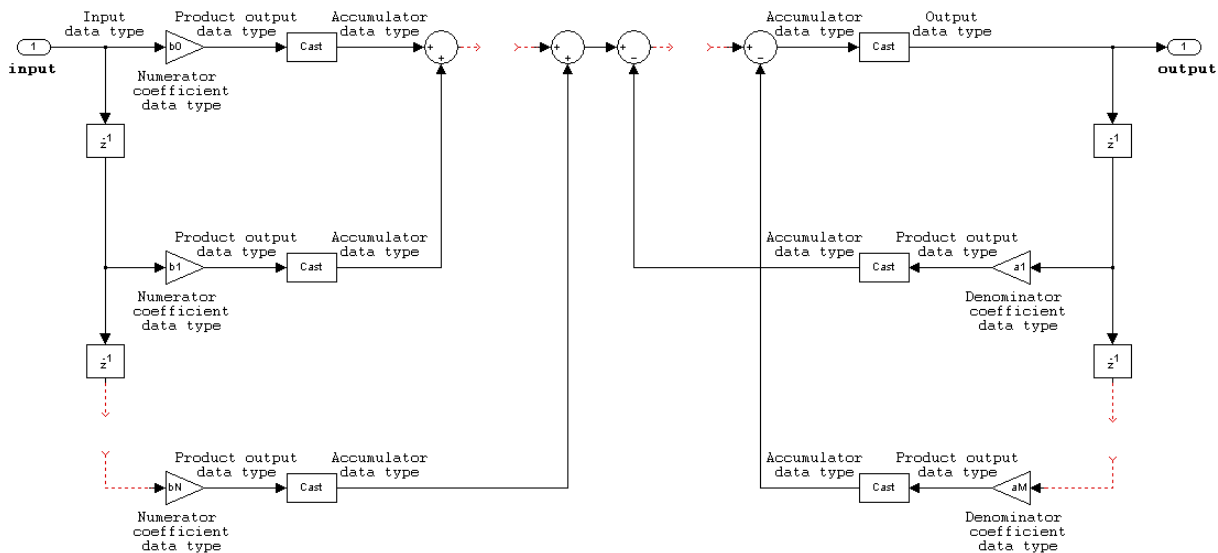 Input
data type
Product output
data type
Accumulator
data type
Accumulator
data type
Output
data type
1
input
b0
Cast
+
+
+
+
+
−
+
−
Cast
1
output
Numerator
coefficient
data type
z-1
z-1
Product output
data type
Accumulator
data type
Accumulator
data type
Product output
data type
b1
Cast
Cast
a1
Numerator
coefficient
data type
Denominator
coefficient
data type
z-1
z-1
Product output
data type
Accumulator
data type
Accumulator
data type
Product output
data type
bN
Cast
Cast
aM
Numerator
coefficient
data type
Denominator
coefficient
data type